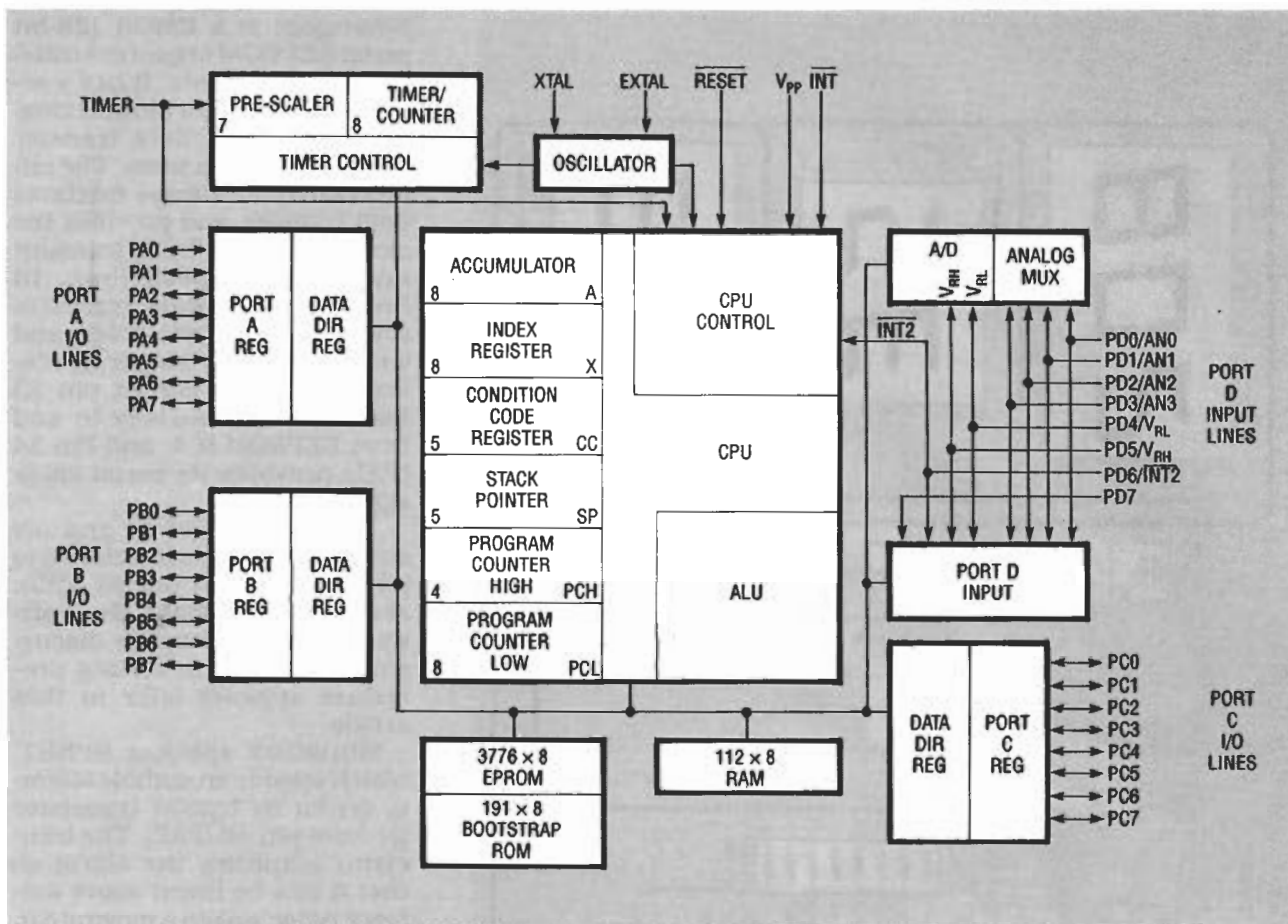 TIMER
PRE-SCALER
7
TIMER/
COUNTER
8
TIMER CONTROL
XTAL
EXTAL
RESET
VPP
INT
OSCILLATOR
PORT
A
I/O
LINES
PA0
PA1
PA2
PA3
PA4
PA5
PA6
PA7
PORT
A
REG
DATA
DIR
REG
PORT
B
I/O
LINES
PB0
PB1
PB2
PB3
PB4
PB5
PB6
PB7
PORT
B
REG
DATA
DIR
REG
ACCUMULATOR
8 A
INDEX
REGISTER
8 X
CONDITION
CODE
REGISTER
5 CC
STACK
POINTER
5 SP
PROGRAM
COUNTER
HIGH
4 PCH
PROGRAM
COUNTER
LOW
8 PCL
CPU
CONTROL
CPU
ALU
INT2
A/D
VRH
VRL
ANALOG
MUX
PD0/AN0
PD1/AN1
PD2/AN2
PD3/AN3
PD4/VRL
PD5/VRH
PD6/INT2
PD7
PORT
D
INPUT
LINES
PORT D
INPUT
DATA
DIR
REG
PORT
C
REG
PC0
PC1
PC2
PC3
PC4
PC5
PC6
PC7
PORT
C
I/O
LINES
3776 × 8
EPROM
191 × 8
BOOTSTRAP
ROM
112 × 8
RAM